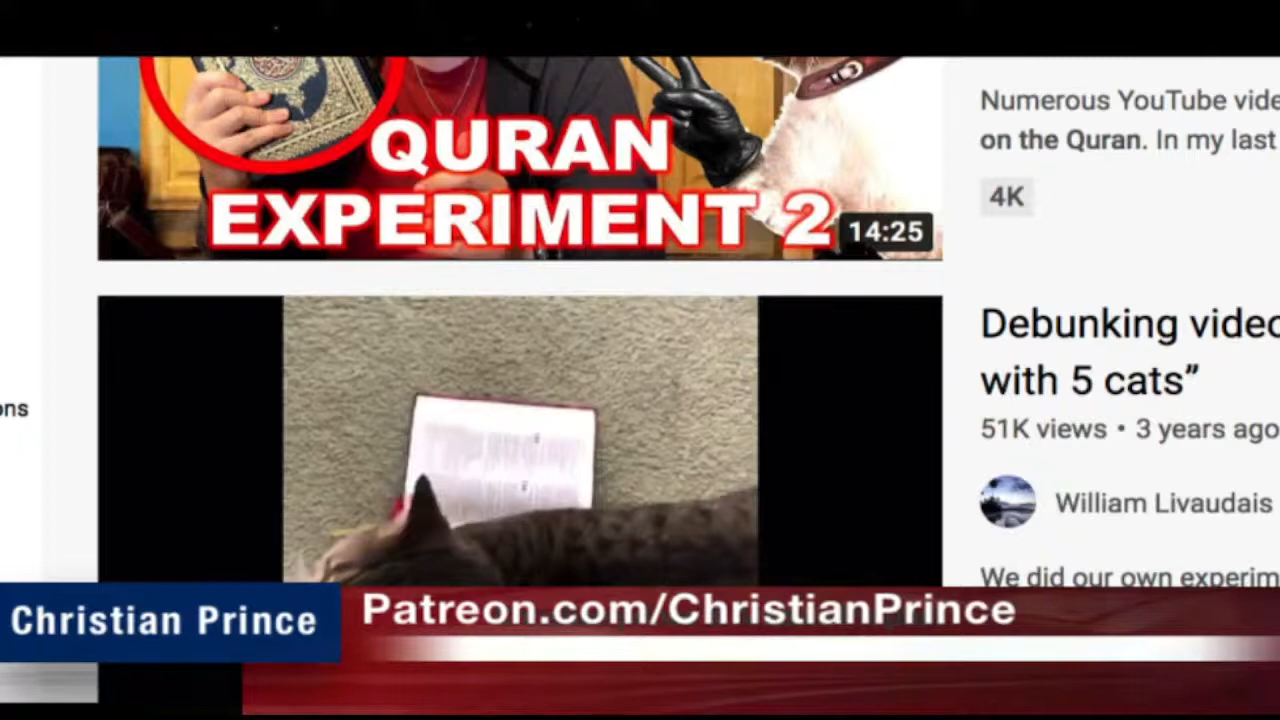 QURAN
EXPERIMENT 2
14:25
Numerous YouTube vide
on the Quran. In my last
4K
Debunking video
with 5 cats”
51K views • 3 years ago
William Livaudais
We did our own experim
ons
Christian Prince
Patreon.com/ChristianPrince